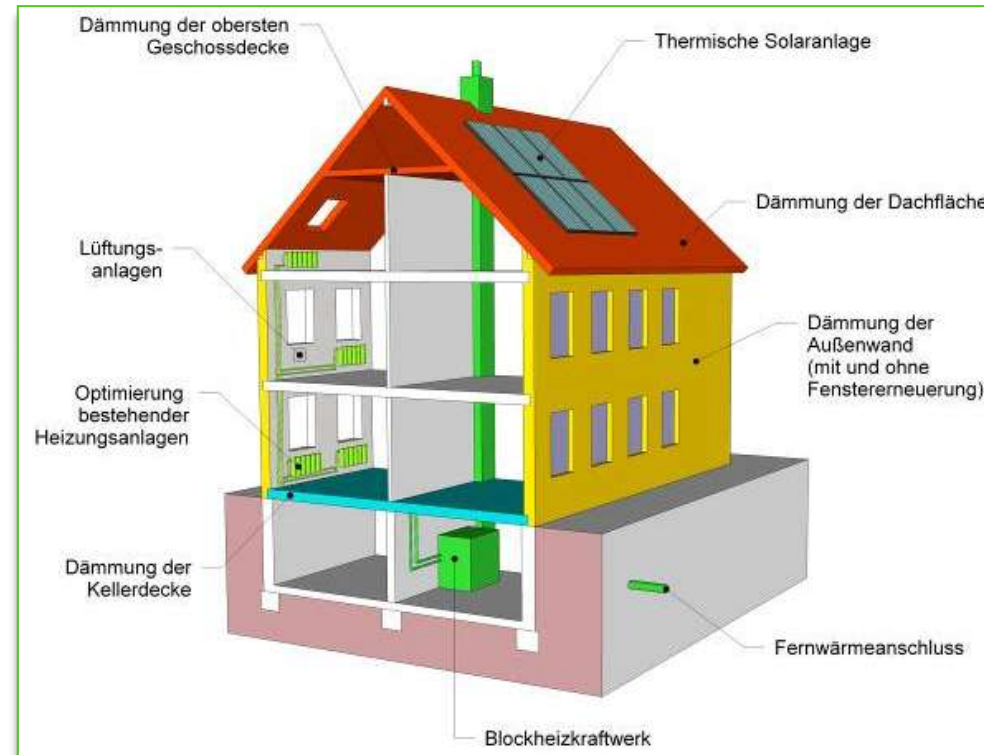 Dämmung der obersten
Geschossdecke
Thermische Solaranlage
Dämmung der Dachfläche
Lüftungs-
anlagen
Dämmung der
Außenwand
(mit und ohne
Fenstererneuerung)
Optimierung
bestehender
Heizungsanlagen
Dämmung der
Kellerdecke
Fernwärmeanschluss
Blockheizkraftwerk